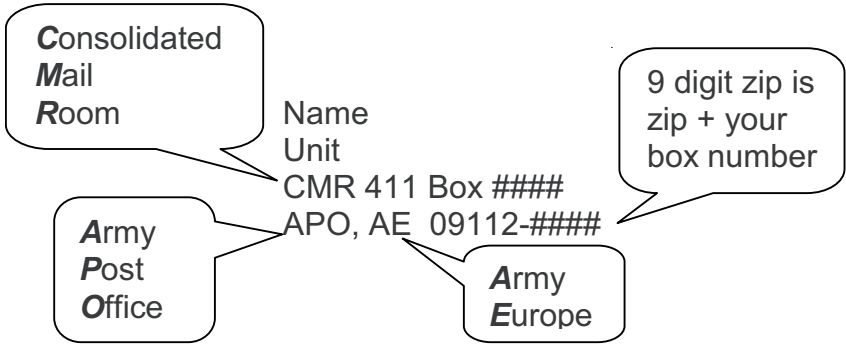 Consolidated
Mail
Room
9 digit zip is
zip + your
box number
Name
Unit
CMR 411 Box ####
APO, AE  09112-####
Army
Post
Office
Army
Europe